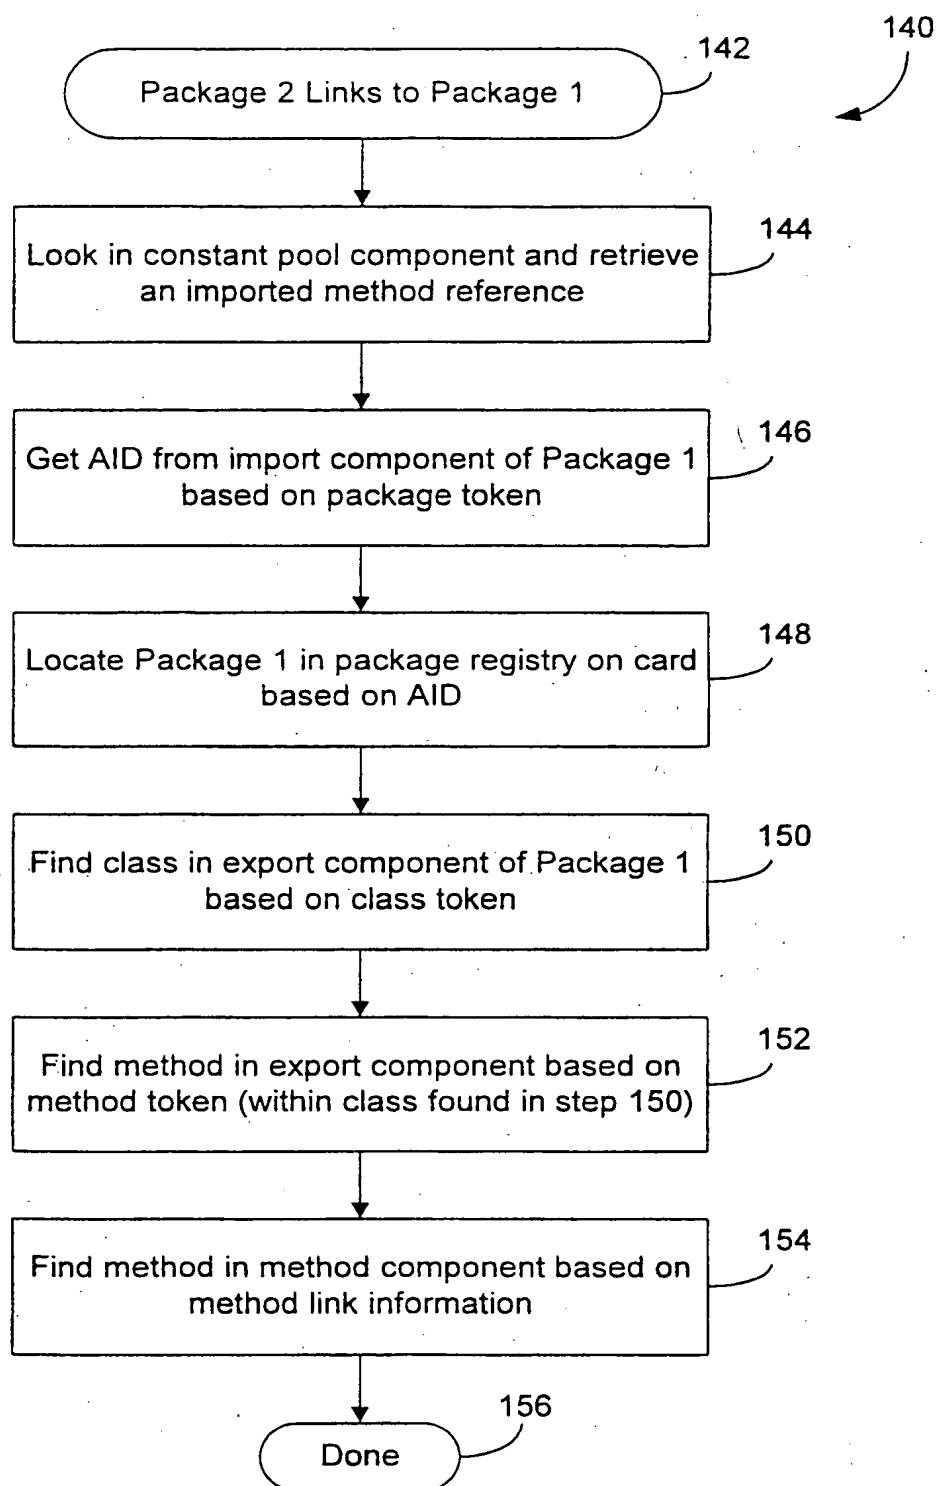 140
142
Package 2 Links to Package 1
144
Look in constant pool component and retrieve
an imported method reference
146
Get AID from import component of Package 1
based on package token
148
Locate Package 1 in package registry on card
based on AID
150
Find class in export component of Package 1
based on class token
152
Find method in export component based on
method token (within class found in step 150)
154
Find method in method component based on
method link information
156
Done